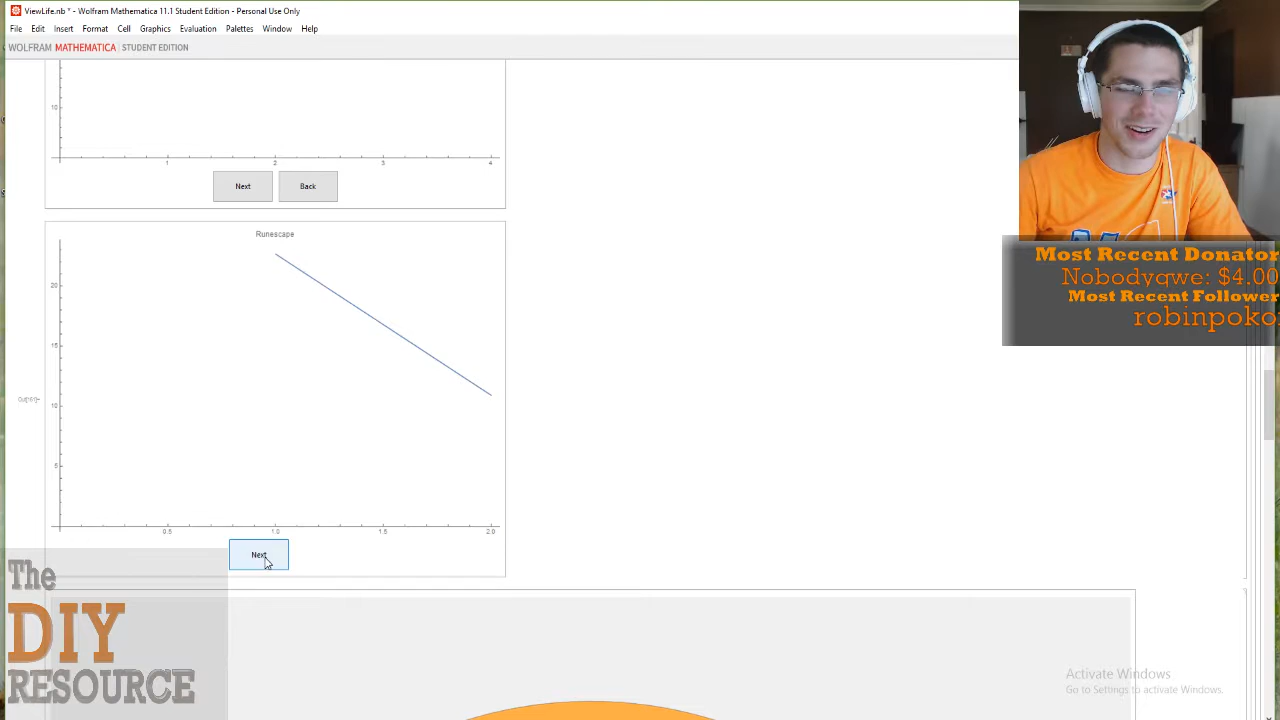 ViewLife.nb * - Wolfram Mathematica 11.1 Student Edition - Personal Use Only
File Edit Insert Format Cell Graphics Evaluation Palettes Window Help
WOLFRAM MATHEMATICA STUDENT EDITION
10
1 2 3 4
Next Back
Runescape
20
15
10
5
0.5 1.0 1.5 2.0
Next
Most Recent Donator
Nobodyqwe: $4.00
Most Recent Follower
robinpoko
The
DIY
RESOURCE
Activate Windows
Go to Settings to activate Windows.